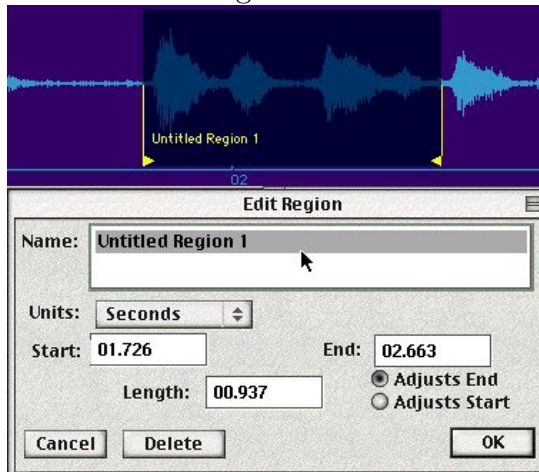 Untitled Region 1
02
Edit Region
Name: Untitled Region 1
Units: Seconds
Start: 01.726 End: 02.663
Length: 00.937
Adjusts End
Adjusts Start
Cancel Delete OK